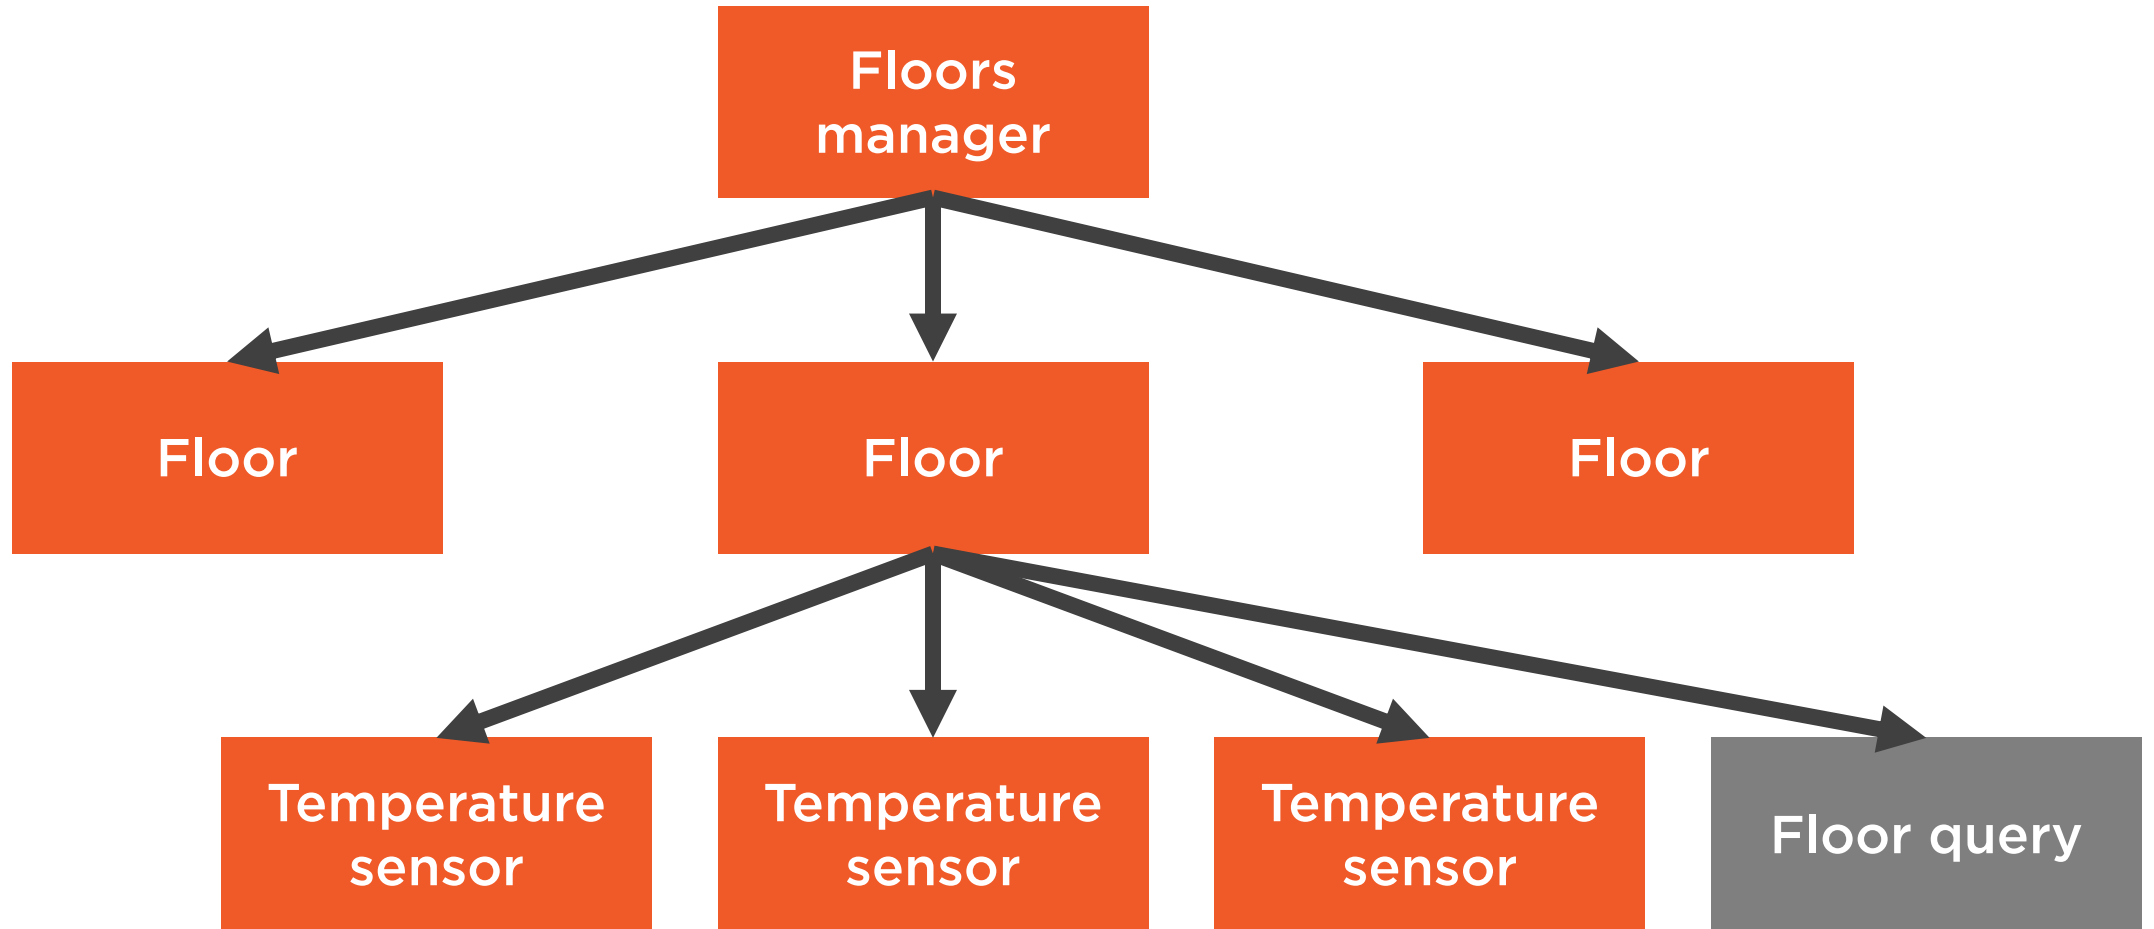 Floors
manager
Floor
Floor
Floor
Temperature
sensor
Temperature
sensor
Temperature
sensor
Floor query